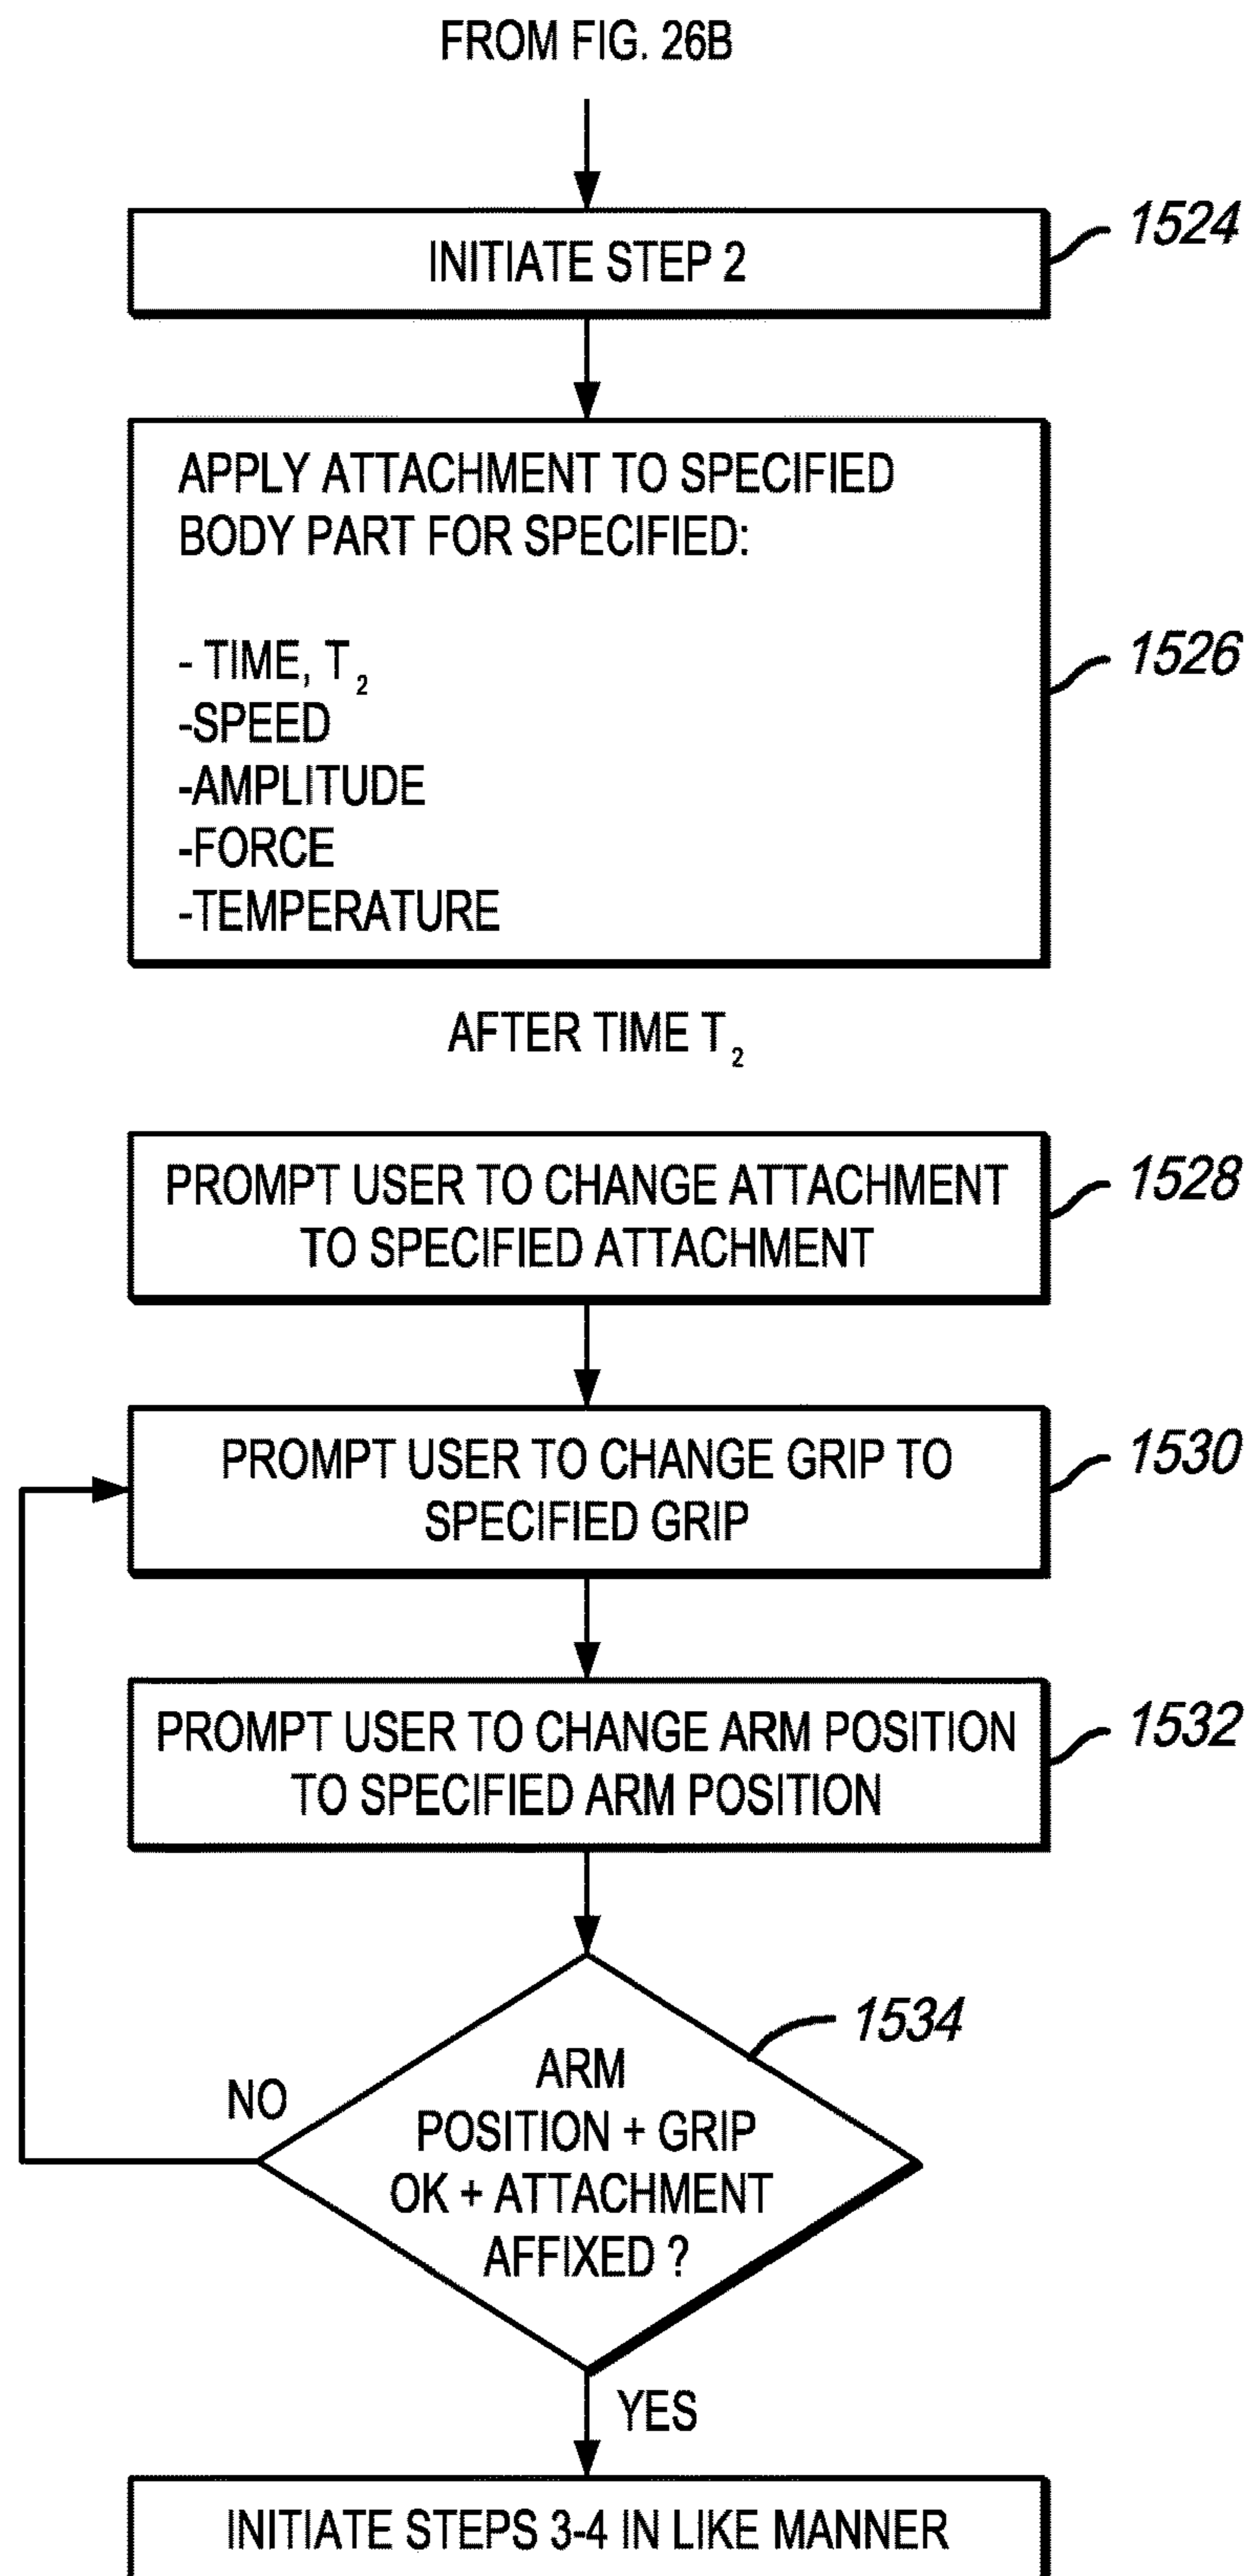 FROM FIG. 26B
INITIATE STEP 2
1524
APPLY ATTACHMENT TO SPECIFIED
BODY PART FOR SPECIFIED:
- TIME, T₂
-SPEED
-AMPLITUDE
-FORCE
-TEMPERATURE
1526
AFTER TIME T₂
PROMPT USER TO CHANGE ATTACHMENT
TO SPECIFIED ATTACHMENT
1528
PROMPT USER TO CHANGE GRIP TO
SPECIFIED GRIP
1530
PROMPT USER TO CHANGE ARM POSITION
TO SPECIFIED ARM POSITION
1532
1534
ARM
POSITION + GRIP
OK + ATTACHMENT
AFFIXED ?
NO
YES
INITIATE STEPS 3-4 IN LIKE MANNER